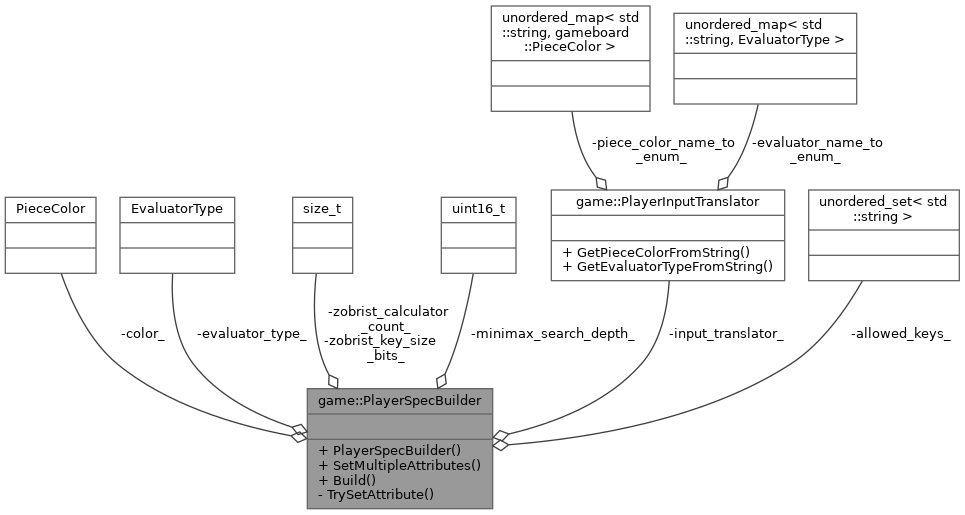 unordered_map< std
::string, gameboard
::PieceColor >
unordered_map< std
::string, EvaluatorType >
-piece_color_name_to
_enum_
-evaluator_name_to
_enum_
PieceColor
EvaluatorType
size_t
uint16_t
game::PlayerInputTranslator
+ GetPieceColorFromString()
+ GetEvaluatorTypeFromString()
unordered_set< std
::string >
-color_
-evaluator_type_
-zobrist_calculator
_count_
-zobrist_key_size
_bits_
-minimax_search_depth_
-input_translator_
-allowed_keys_
game::PlayerSpecBuilder
+ PlayerSpecBuilder()
+ SetMultipleAttributes()
+ Build()
- TrySetAttribute()